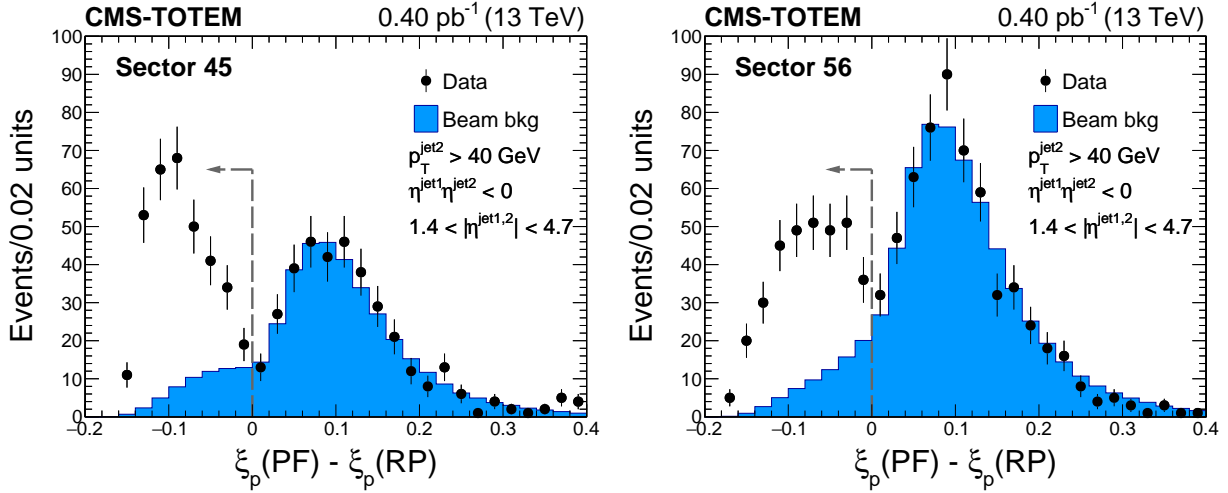 CMS-TOTEM 0.40 pb⁻¹ (13 TeV)
Events/0.02 units
100
90
80
70
60
50
40
30
20
10
0
Sector 45
Data
Beam bkg
p_T^jet2 > 40 GeV
η^jet1 η^jet2 < 0
1.4 < |η^jet1,2| < 4.7
−0.2 −0.1 0 0.1 0.2 0.3 0.4
ξ_p(PF) - ξ_p(RP)
CMS-TOTEM 0.40 pb⁻¹ (13 TeV)
Events/0.02 units
100
90
80
70
60
50
40
30
20
10
0
Sector 56
Data
Beam bkg
p_T^jet2 > 40 GeV
η^jet1 η^jet2 < 0
1.4 < |η^jet1,2| < 4.7
−0.2 −0.1 0 0.1 0.2 0.3 0.4
ξ_p(PF) - ξ_p(RP)